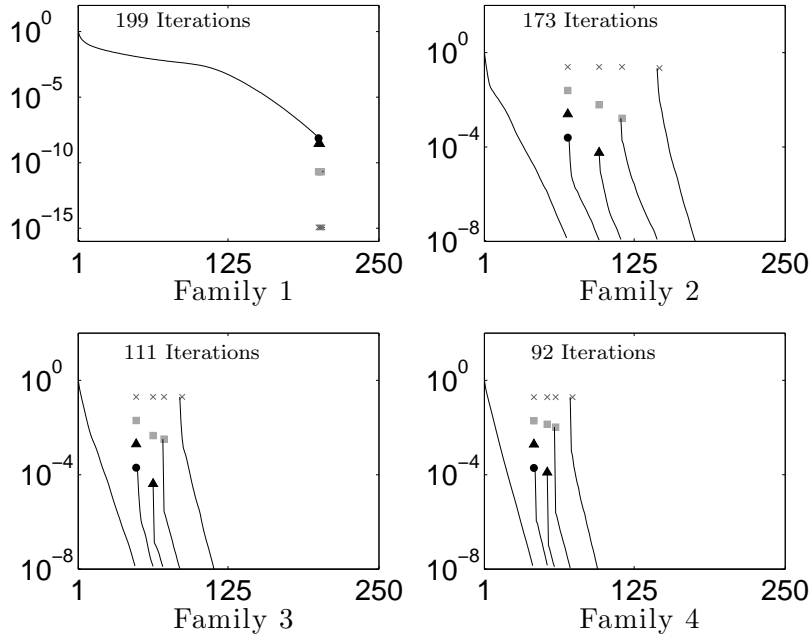 199 Iterations
10^0
10^-5
10^-10
10^-15
1 125 250
Family 1
173 Iterations
10^0
10^-4
10^-8
1 125 250
Family 2
111 Iterations
10^0
10^-4
10^-8
1 125 250
Family 3
92 Iterations
10^0
10^-4
10^-8
1 125 250
Family 4